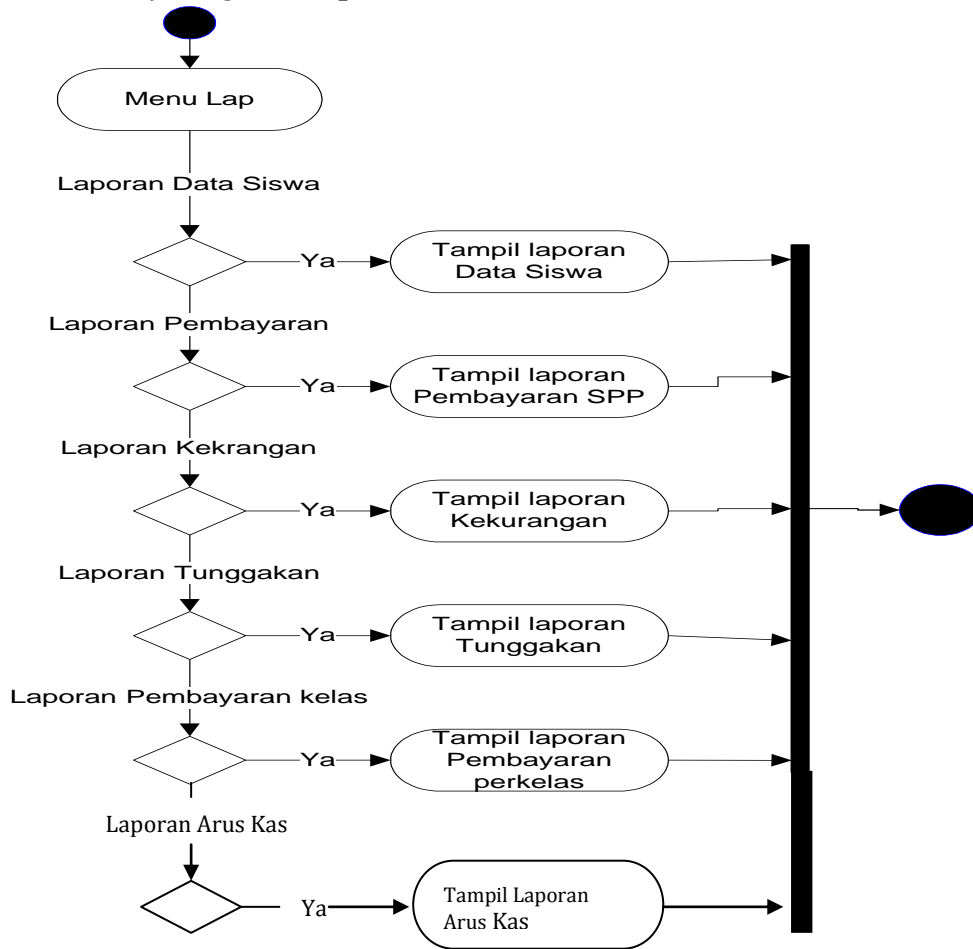 Menu Lap
Laporan Data Siswa
Ya
Tampil laporan
Data Siswa
Laporan Pembayaran
Ya
Tampil laporan
Pembayaran SPP
Laporan Kekrangan
Ya
Tampil laporan
Kekurangan
Laporan Tunggakan
Ya
Tampil laporan
Tunggakan
Laporan Pembayaran kelas
Ya
Tampil laporan
Pembayaran
perkelas
Laporan Arus Kas
Ya
Tampil Laporan
Arus Kas